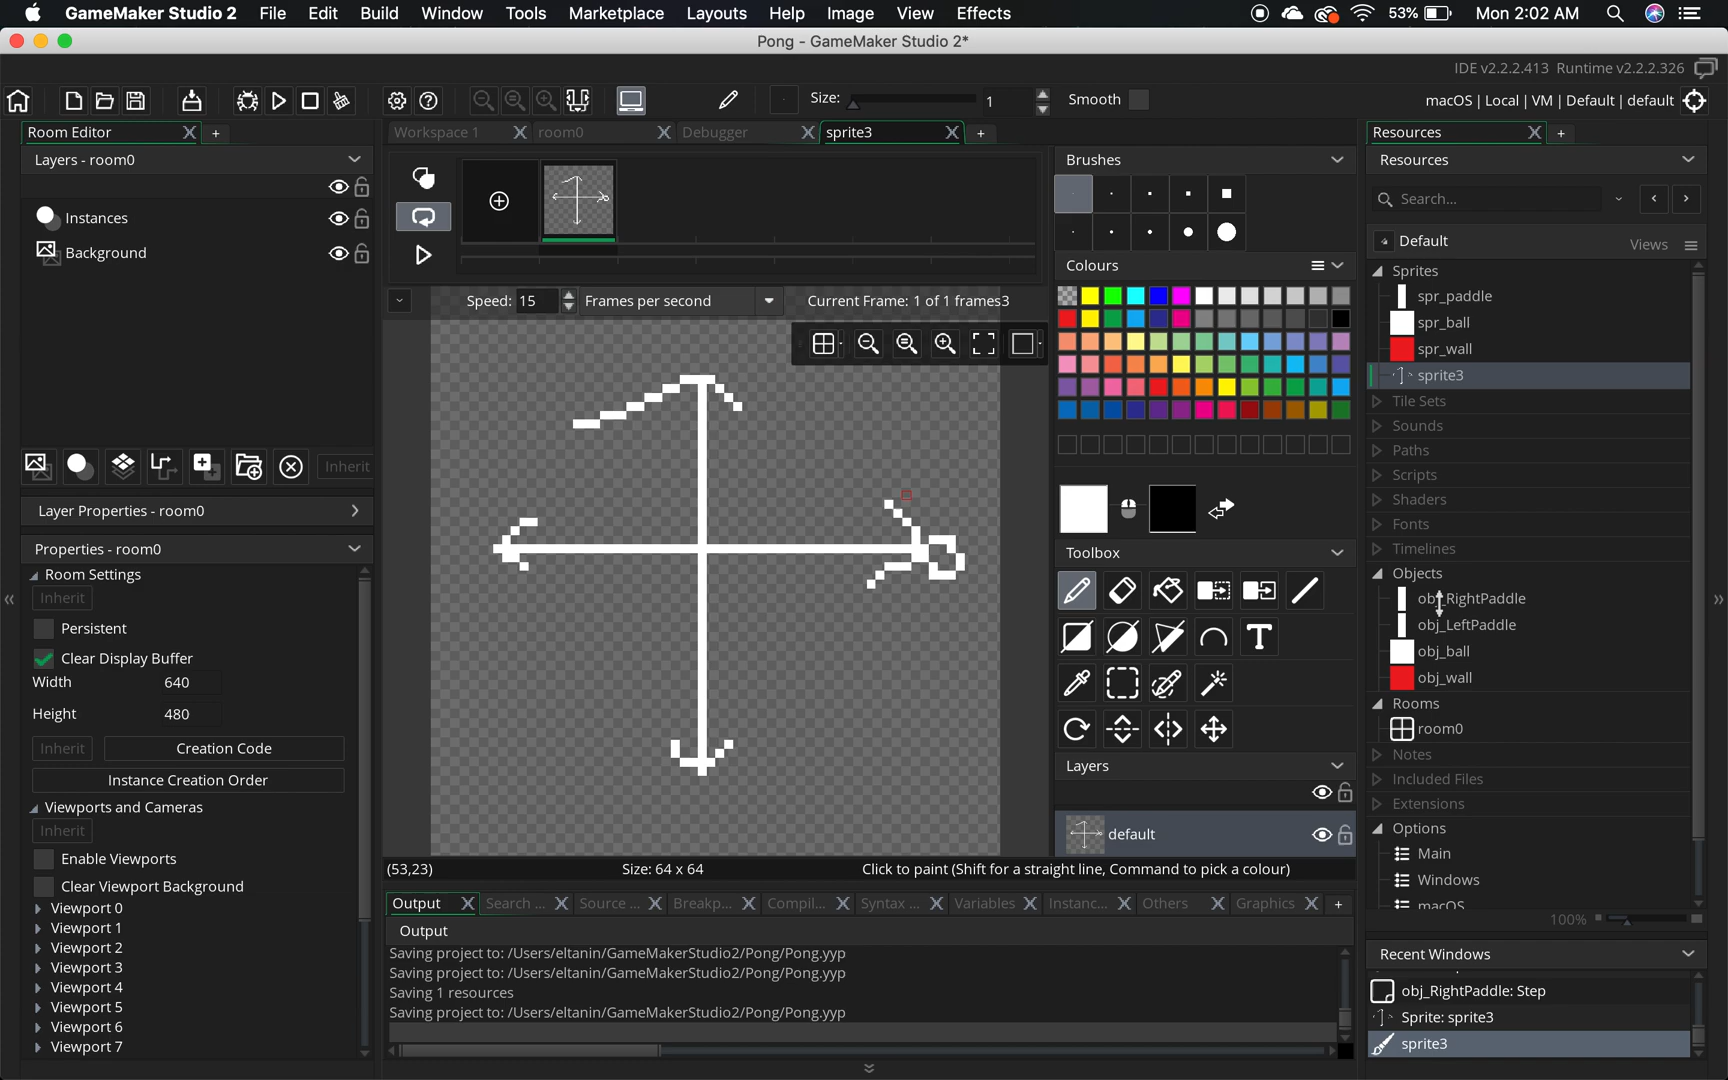 GameMaker Studio 2 File Edit Build Window Tools Marketplace Layouts Help Image View Effects 53% Mon 2:02 AM
Pong - GameMaker Studio 2*
IDE v2.2.2.413 Runtime v2.2.2.326
Size: 1 Smooth
macOS | Local | VM | Default | default
Room Editor
Workspace 1 room0 Debugger sprite3
Resources
Layers - room0
Instances
Background
Inherit
Layer Properties - room0
Properties - room0
Room Settings
Inherit
Persistent
Clear Display Buffer
Width 640
Height 480
Inherit Creation Code
Instance Creation Order
Viewports and Cameras
Inherit
Enable Viewports
Clear Viewport Background
Viewport 0
Viewport 1
Viewport 2
Viewport 3
Viewport 4
Viewport 5
Viewport 6
Viewport 7
Speed: 15 Frames per second Current Frame: 1 of 1 frames3
(53,23) Size: 64 x 64 Click to paint (Shift for a straight line, Command to pick a colour)
Brushes
Colours
Toolbox
Layers
default
Output Search ... Source ... Breakp... Compil... Syntax ... Variables Instanc... Others Graphics
Output
Saving project to: /Users/eltanin/GameMakerStudio2/Pong/Pong.yyp
Saving project to: /Users/eltanin/GameMakerStudio2/Pong/Pong.yyp
Saving 1 resources
Saving project to: /Users/eltanin/GameMakerStudio2/Pong/Pong.yyp
Resources
Search...
Default Views
Sprites
spr_paddle
spr_ball
spr_wall
sprite3
Tile Sets
Sounds
Paths
Scripts
Shaders
Fonts
Timelines
Objects
obj_RightPaddle
obj_LeftPaddle
obj_ball
obj_wall
Rooms
room0
Notes
Included Files
Extensions
Options
Main
Windows
macOS
100%
Recent Windows
obj_RightPaddle: Step
Sprite: sprite3
sprite3